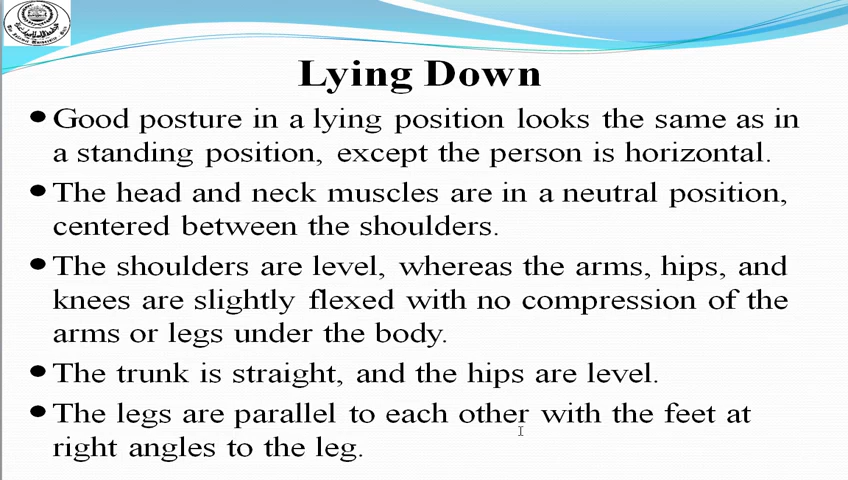 Lying Down
Good posture in a lying position looks the same as in
a standing position, except the person is horizontal.
The head and neck muscles are in a neutral position,
centered between the shoulders.
The shoulders are level, whereas the arms, hips, and
knees are slightly flexed with no compression of the
arms or legs under the body.
The trunk is straight, and the hips are level.
The legs are parallel to each other with the feet at
right angles to the leg.